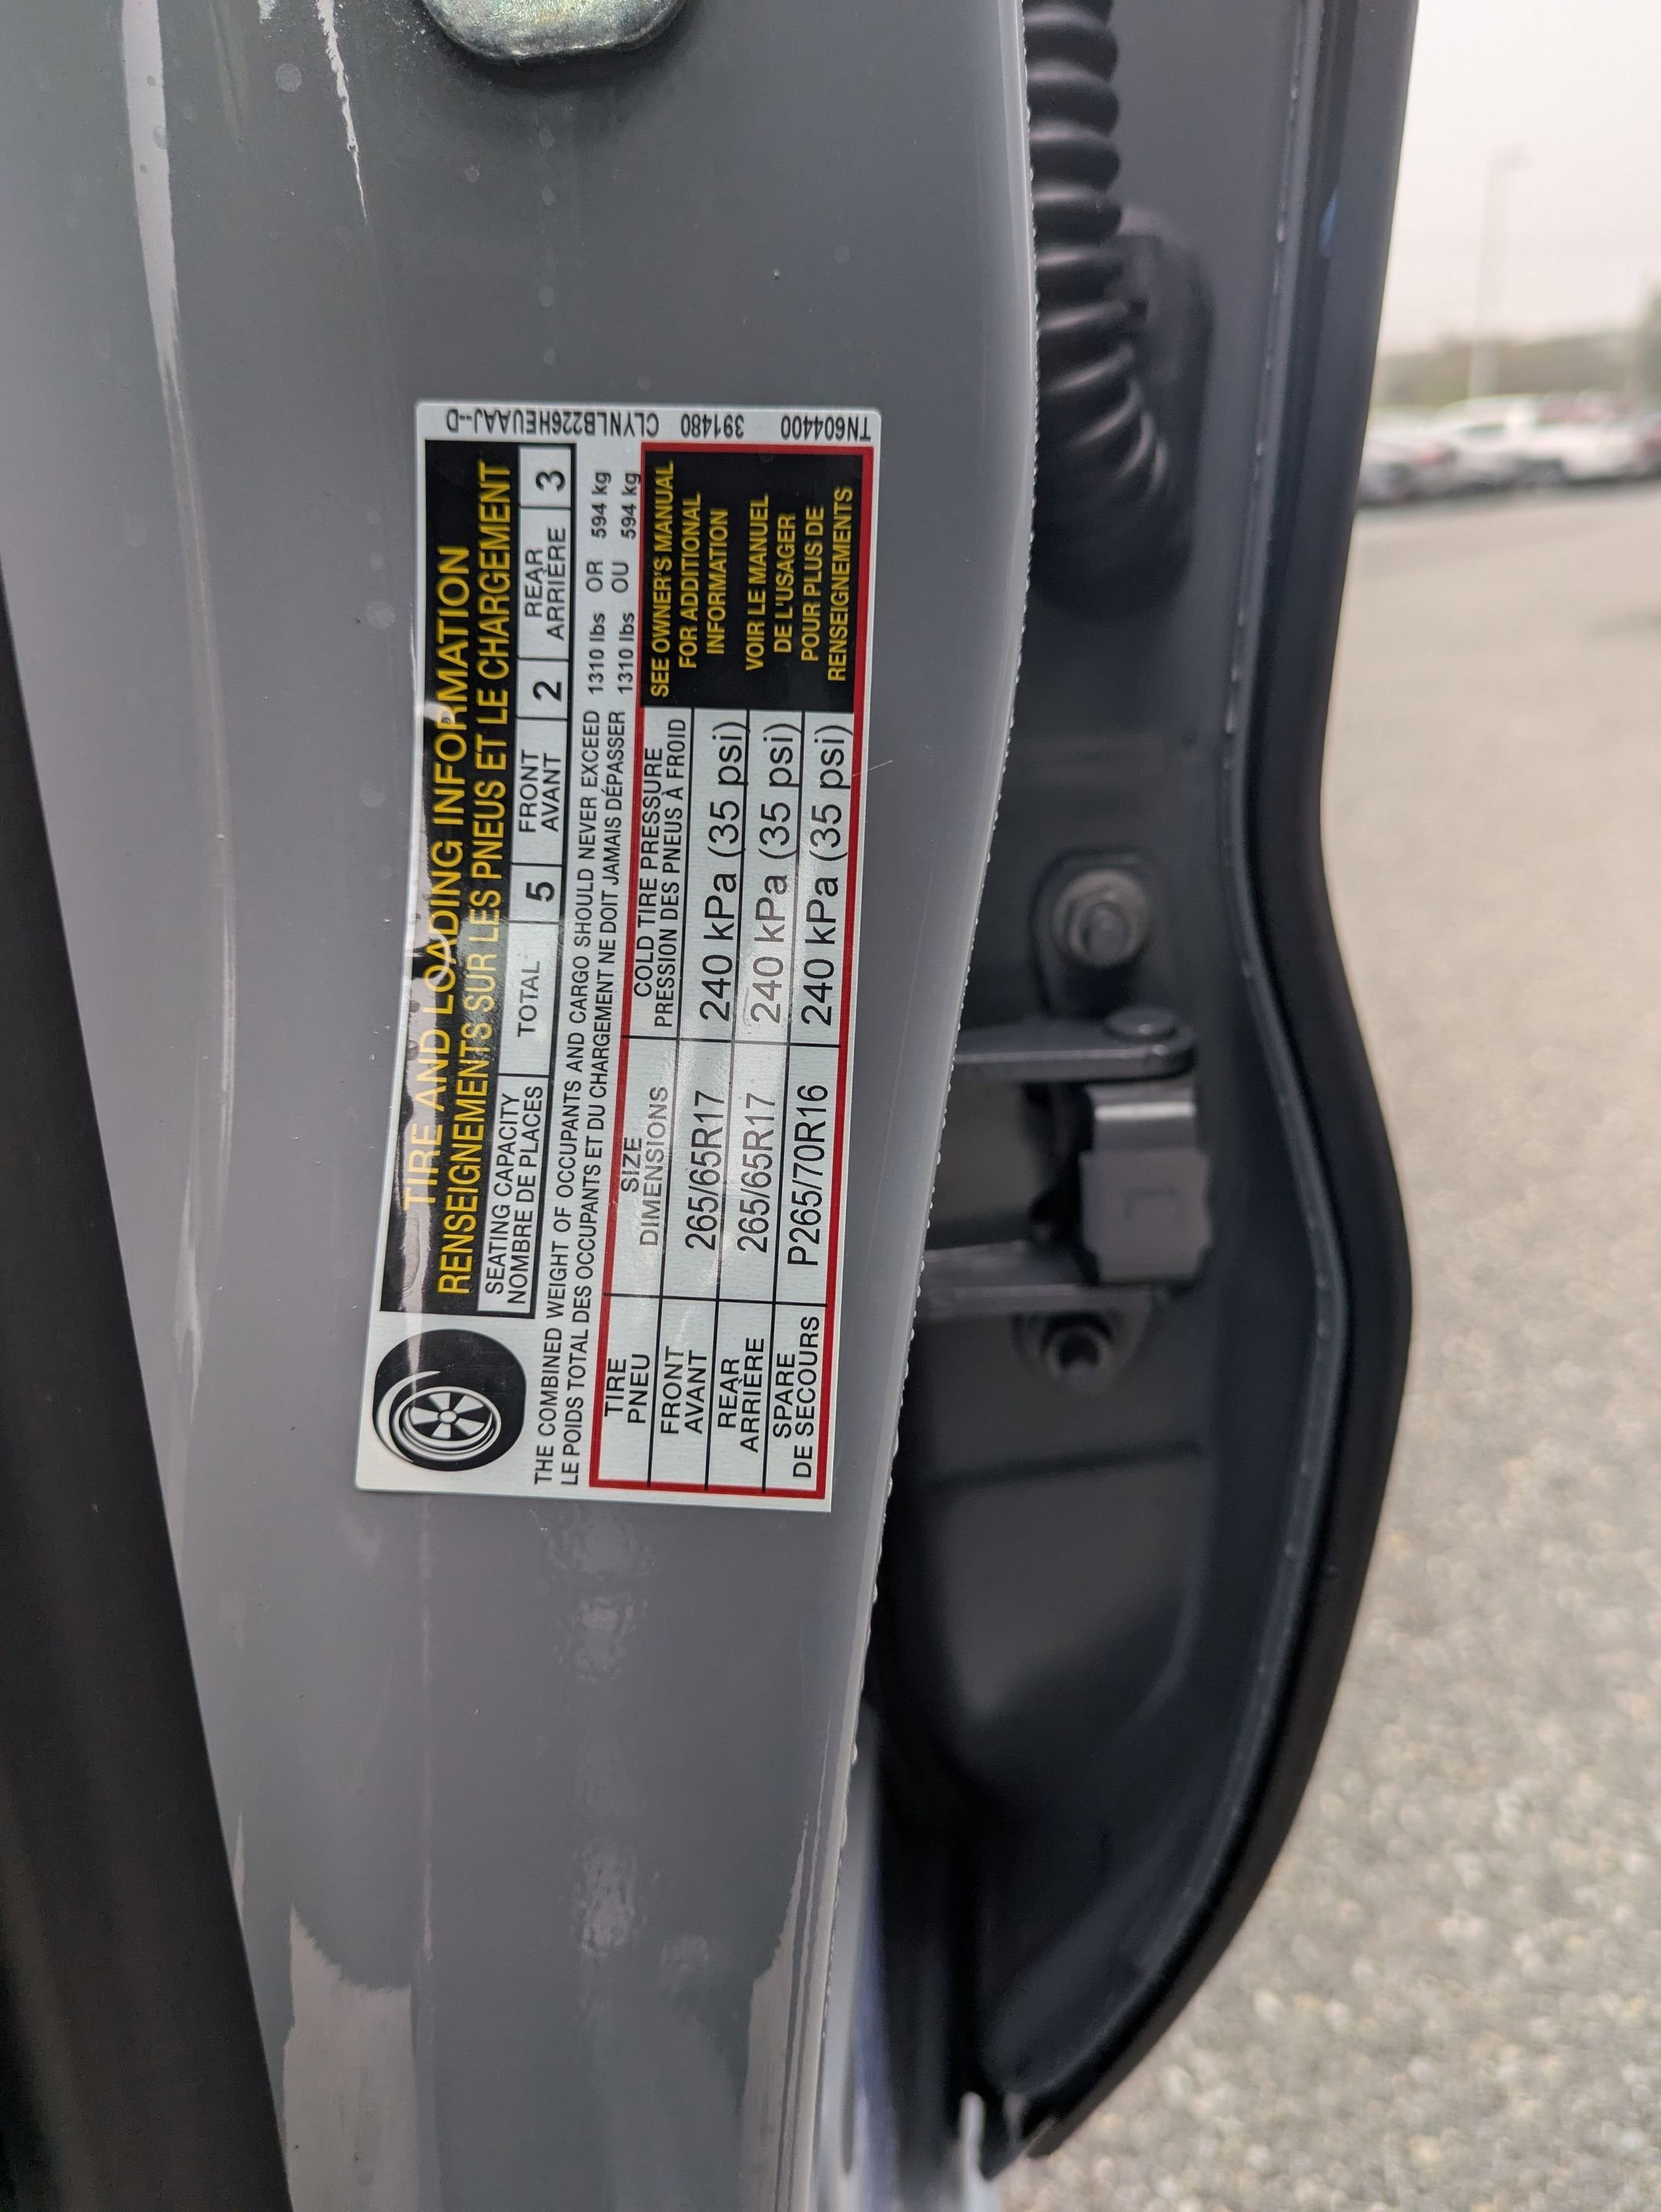 TIRE AND LOADING INFORMATION
RENSEIGNEMENTS SUR LES PNEUS ET LE CHARGEMENT
SEATING CAPACITY
NOMBRE DE PLACES
TOTAL 5
FRONT
AVANT
2
REAR
ARRIÈRE
3
THE COMBINED WEIGHT OF OCCUPANTS AND CARGO SHOULD NEVER EXCEED 1310 lbs OR 594 kg
LE POIDS TOTAL DES OCCUPANTS ET DU CHARGEMENT NE DOIT JAMAIS DÉPASSER 1310 lbs OU 594 kg
TIRE
PNEU
SIZE
DIMENSIONS
COLD TIRE PRESSURE
PRESSION DES PNEUS À FROID
FRONT
AVANT
265/65R17 240 kPa (35 psi)
REAR
ARRIÈRE
265/65R17 240 kPa (35 psi)
SPARE
DE SECOURS
P265/70R16 240 kPa (35 psi)
SEE OWNER'S MANUAL
FOR ADDITIONAL
INFORMATION
VOIR LE MANUEL
DE L'USAGER
POUR PLUS DE
RENSEIGNEMENTS
TN604400 391480 CLYNLB226HEUAAJ--D